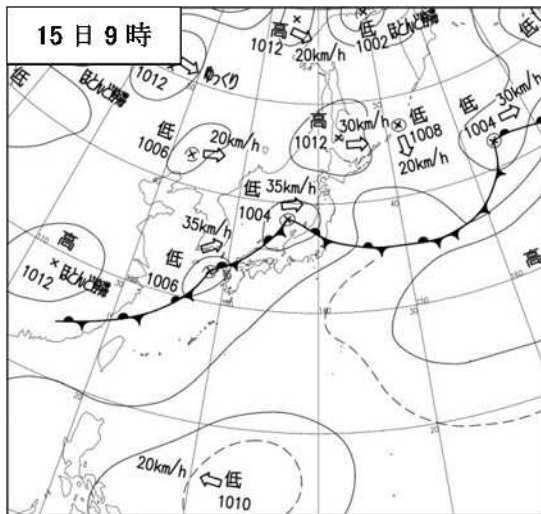 15日9時
高
1012
20km/h
低
1002
ほとんど停滞
低
低
ほとんど停滞
1012
ゆっくり
低
1006
20km/h
高
1012
30km/h
低
1008
20km/h
低
1004
30km/h
低
1004
35km/h
35km/h
低
1006
高
1012
ほとんど停滞
高
20km/h
低
1010